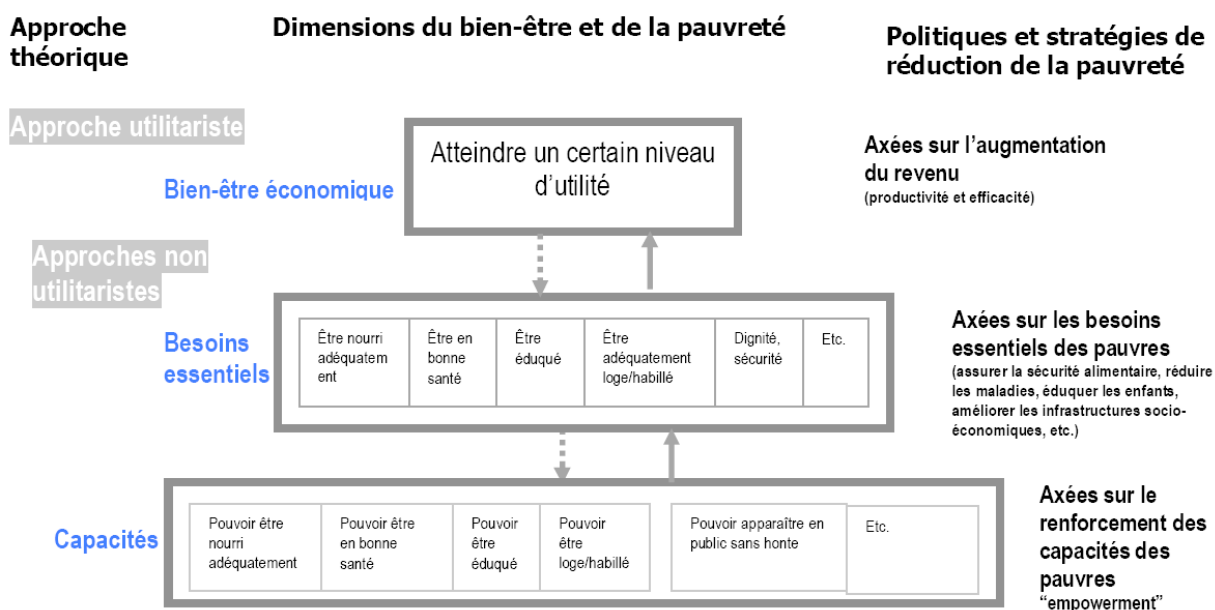 Approche
théorique
Dimensions du bien-être et de la pauvreté
Politiques et stratégies de
réduction de la pauvreté
Approche utilitariste
Bien-être économique
Atteindre un certain niveau
d'utilité
Axées sur l'augmentation
du revenu
(productivité et efficacité)
Approches non
utilitaristes
Besoins
essentiels
Être nourri
adéquatem
ent
Être en
bonne
santé
Être
éduqué
Être
adéquatement
loge/habillé
Dignité,
sécurité
Etc.
Axées sur les besoins
essentiels des pauvres
(assurer la sécurité alimentaire, réduire
les maladies, éduquer les enfants,
améliorer les infrastructures socio-
économiques, etc.)
Capacités
Pouvoir être
nourri
adéquatement
Pouvoir être
en bonne
santé
Pouvoir
être
éduqué
Pouvoir
être
loge/habillé
Pouvoir apparaître en
public sans honte
Etc.
Axées sur le
renforcement des
capacités des
pauvres
"empowerment"